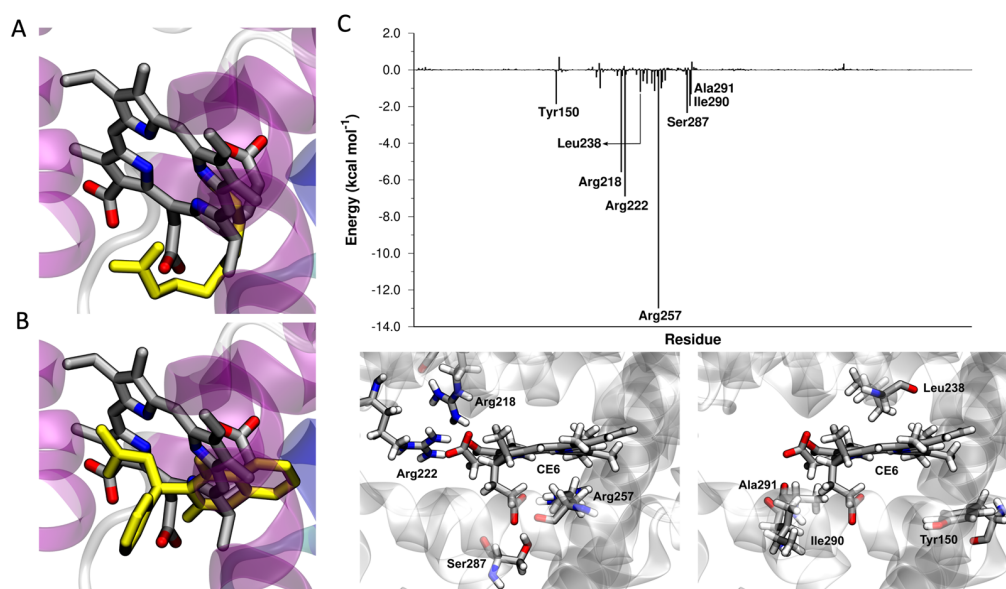 A
B
C
2.0
0.0
-2.0
-4.0
-6.0
-8.0
-10.0
-12.0
-14.0
Energy (kcal mol⁻¹)
Tyr150
Leu238
Arg218
Arg222
Arg257
Ala291
Ile290
Ser287
Residue
Arg218
Arg222
CE6
Arg257
Ser287
Leu238
CE6
Ala291
Ile290
Tyr150